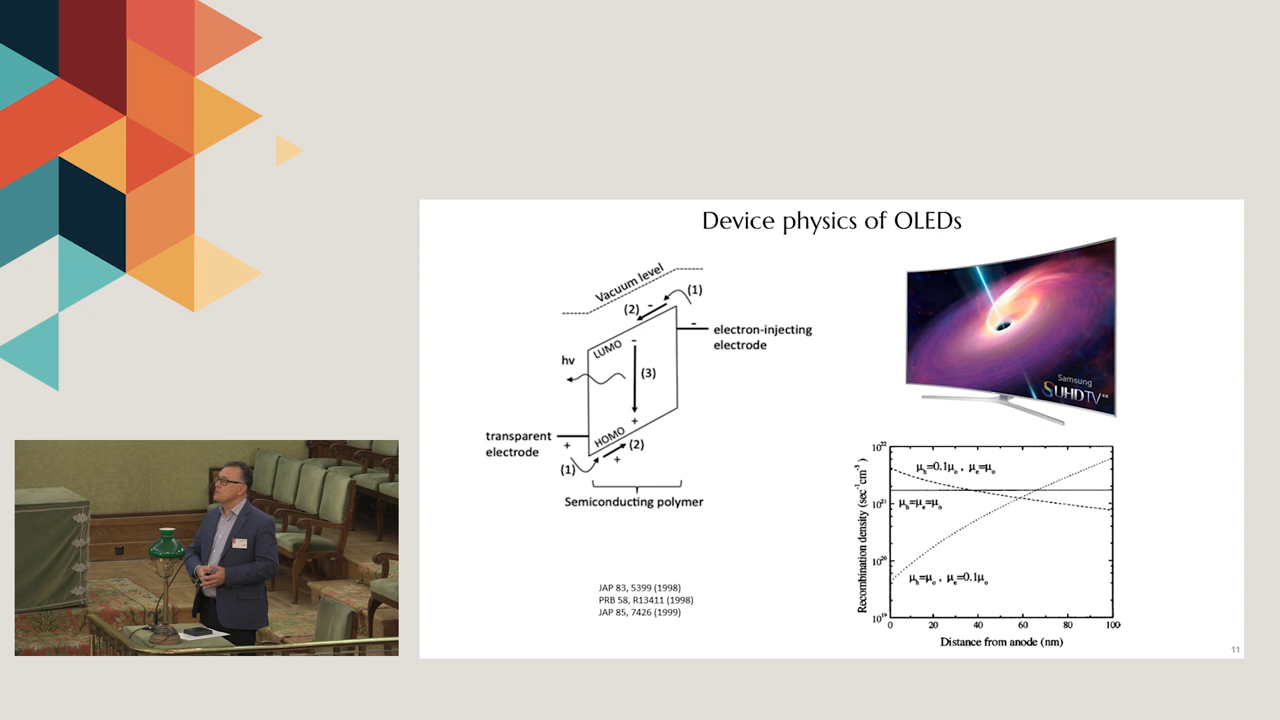 Device physics of OLEDs
Vacuum level
(1)
(2)
-
-
electron-injecting
electrode
LUMO
-
hν
(3)
transparent
electrode
+
+
HOMO
(2)
(1)
+
Semiconducting polymer
JAP 83, 5399 (1998)
PRB 58, R13411 (1998)
JAP 85, 7426 (1999)
Samsung
SUHDTV 4K
Recombination density (sec⁻¹cm⁻³)
10²²
10²¹
10²⁰
10¹⁹
μh=0.1μo , μe=μo
μh=μe=μo
μh=μo , μe=0.1μo
0 20 40 60 80 100
Distance from anode (nm)
11